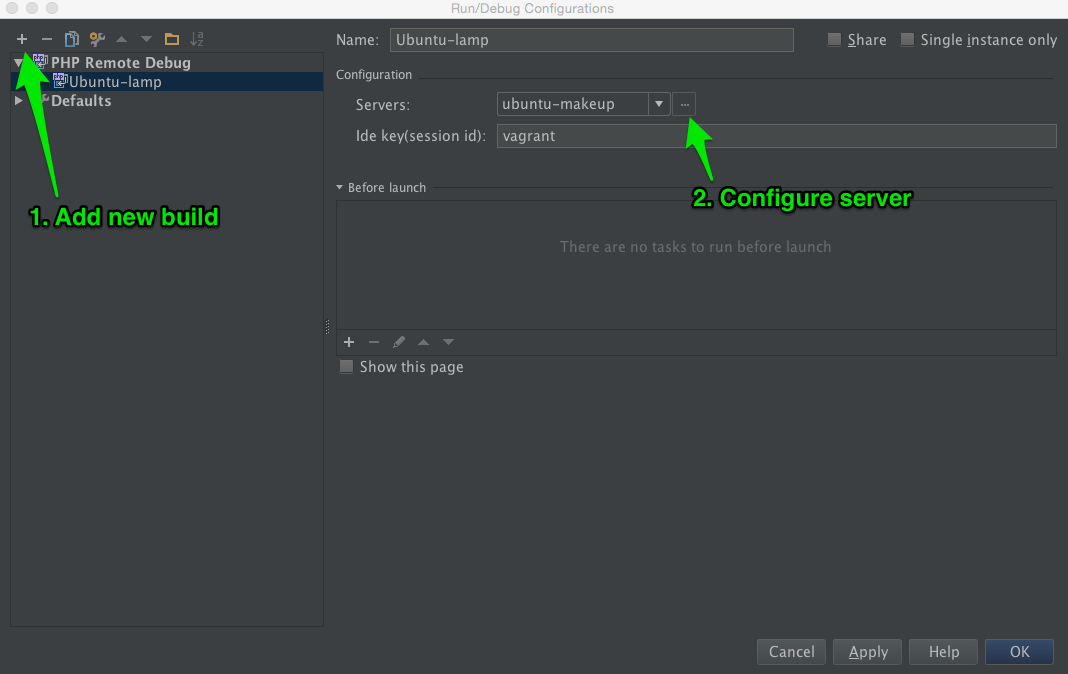 Run/Debug Configurations
Name: Ubuntu-lamp Share Single instance only
PHP Remote Debug
Ubuntu-lamp
Defaults
1. Add new build
Configuration
Servers: ubuntu-makeup ...
Ide key(session id): vagrant
2. Configure server
Before launch
There are no tasks to run before launch
Show this page
Cancel Apply Help OK